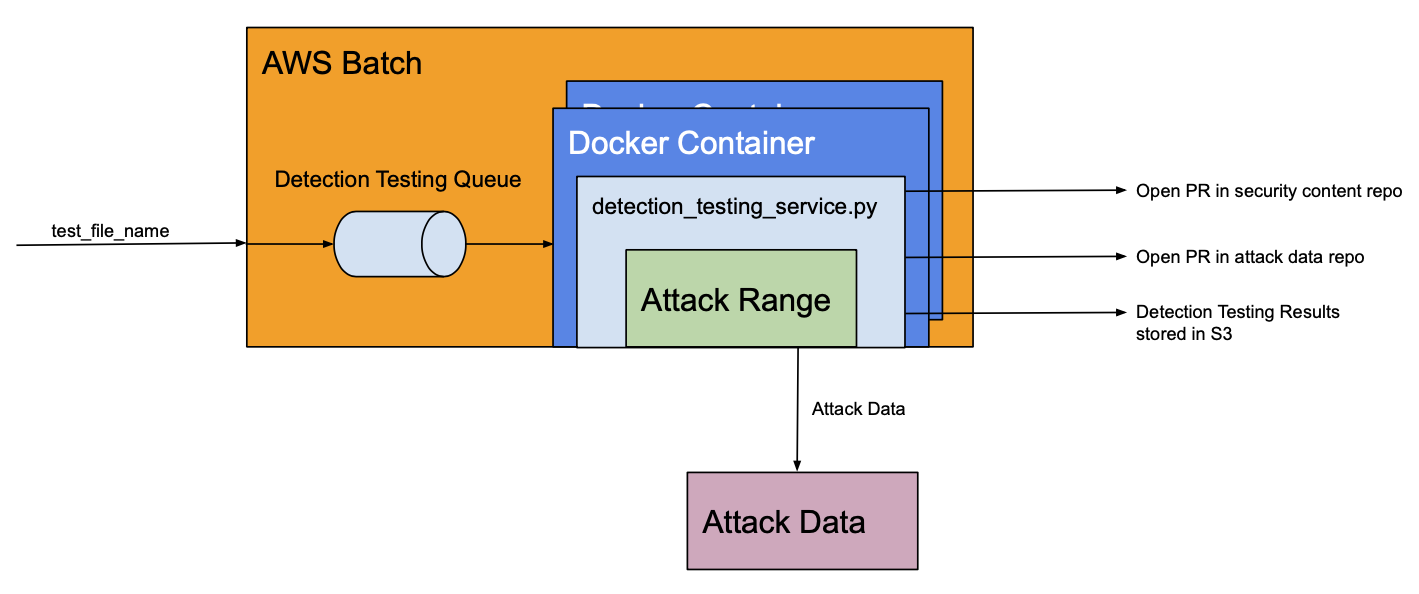 AWS Batch
Docker Container
Detection Testing Queue
test_file_name
detection_testing_service.py
Attack Range
Open PR in security content repo
Open PR in attack data repo
Detection Testing Results
stored in S3
Attack Data
Attack Data